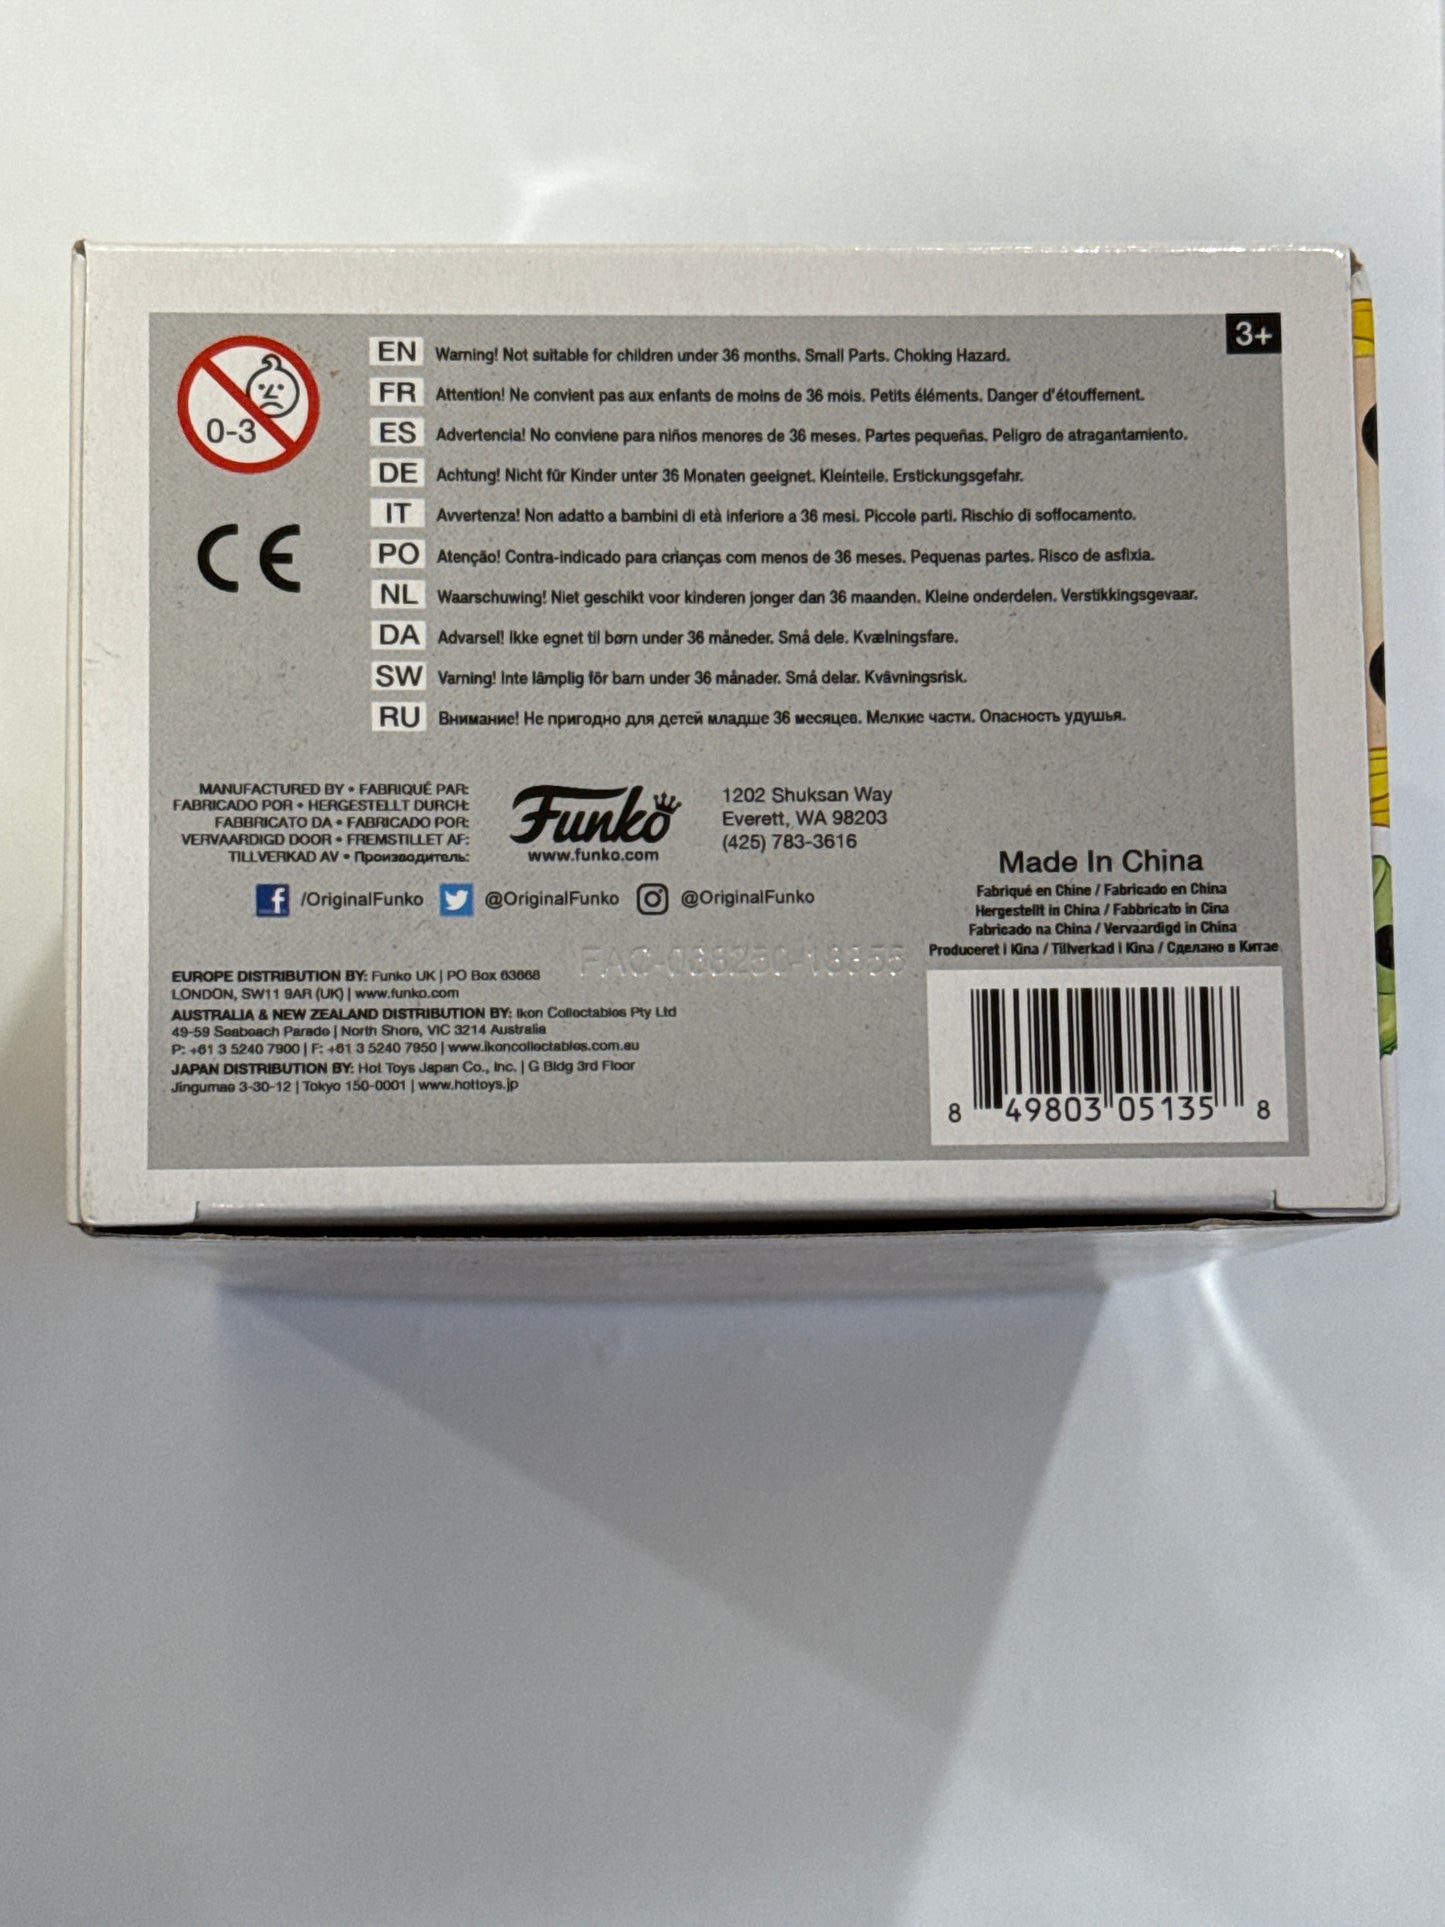 3+
0-3
EN Warning! Not suitable for children under 36 months. Small Parts. Choking Hazard.
FR Attention! Ne convient pas aux enfants de moins de 36 mois. Petits éléments. Danger d'étouffement.
ES Advertencia! No conviene para niños menores de 36 meses. Partes pequeñas. Peligro de atragantamiento.
DE Achtung! Nicht für Kinder unter 36 Monaten geeignet. Kleinteile. Erstickungsgefahr.
IT Avvertenza! Non adatto a bambini di età inferiore a 36 mesi. Piccole parti. Rischio di soffocamento.
PO Atenção! Contra-indicado para crianças com menos de 36 meses. Pequenas partes. Risco de asfixia.
NL Waarschuwing! Niet geschikt voor kinderen jonger dan 36 maanden. Kleine onderdelen. Verstikkingsgevaar.
DA Advarsel! Ikke egnet til børn under 36 måneder. Små dele. Kvælningsfare.
SW Varning! Inte lämplig för barn under 36 månader. Små delar. Kvävningsrisk.
RU Внимание! Не пригодно для детей младше 36 месяцев. Мелкие части. Опасность удушья.
CE
MANUFACTURED BY • FABRIQUÉ PAR:
FABRICADO POR • HERGESTELLT DURCH:
FABBRICATO DA • FABRICADO POR:
VERVAARDIGD DOOR • FREMSTILLET AF:
TILLVERKAD AV • Производитель:
Funko
www.funko.com
1202 Shuksan Way
Everett, WA 98203
(425) 783-3616
f /OriginalFunko @OriginalFunko @OriginalFunko
Made In China
Fabriqué en Chine / Fabricado en China
Hergestellt in China / Fabbricato in Cina
Fabricado na China / Vervaardigd in China
Produceret i Kina / Tillverkad i Kina / Сделано в Китае
EUROPE DISTRIBUTION BY: Funko UK | PO Box 63668
LONDON, SW11 9AR (UK) | www.funko.com
AUSTRALIA & NEW ZEALAND DISTRIBUTION BY: Ikon Collectables Pty Ltd
49-59 Seabeach Parade | North Shore, VIC 3214 Australia
P: +61 3 5240 7900 | F: +61 3 5240 7950 | www.ikoncollectables.com.au
JAPAN DISTRIBUTION BY: Hot Toys Japan Co., Inc. | G Bldg 3rd Floor
Jingumae 3-30-12 | Tokyo 150-0001 | www.hottoys.jp
8 49803 05135 8